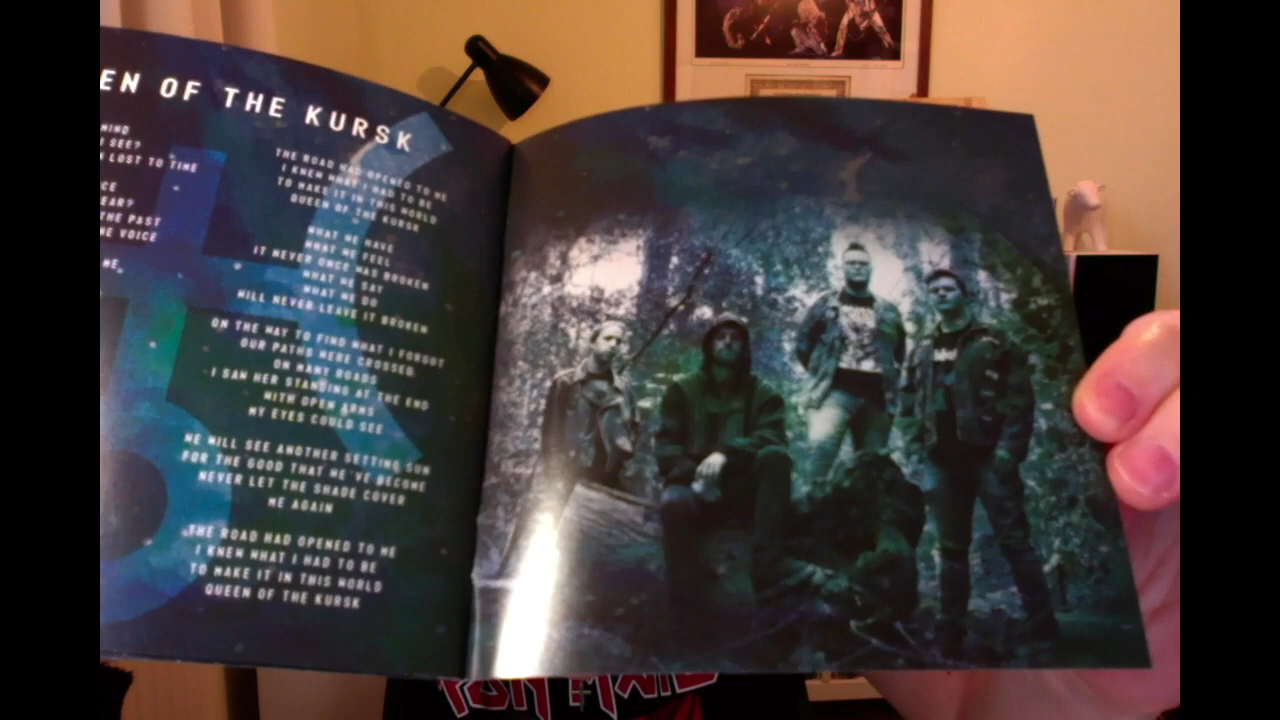 EN OF THE KURSK
MIND
SEE?
LOST TO TIME
CE
EAR?
THE PAST
HE VOICE
ME
THE ROAD HAD OPENED TO ME
I KNEW WHAT I HAD TO BE
TO MAKE IT IN THIS WORLD
QUEEN OF THE KURSK
WHAT WE HAVE
WHAT WE FEEL
IT NEVER ONCE WAS BROKEN
WHAT WE SAY
WHAT WE DO
WILL NEVER LEAVE IT BROKEN
ON THE WAY TO FIND WHAT I FORGOT
OUR PATHS WERE CROSSED
ON MANY ROADS
I SAW HER STANDING AT THE END
WITH OPEN ARMS
MY EYES COULD SEE
WE WILL SEE ANOTHER SETTING SUN
FOR THE GOOD THAT WE'VE BECOME
NEVER LET THE SHADE COVER
ME AGAIN
THE ROAD HAD OPENED TO ME
I KNEW WHAT I HAD TO BE
TO MAKE IT IN THIS WORLD
QUEEN OF THE KURSK